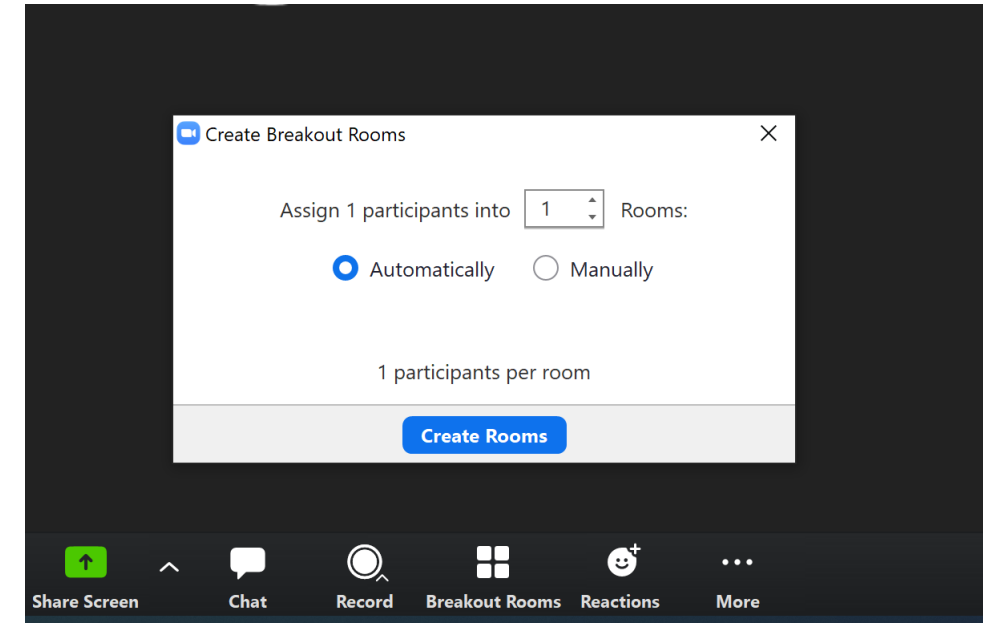 Create Breakout Rooms
Assign 1 participants into 1 Rooms:
Automatically Manually
1 participants per room
Create Rooms
Share Screen Chat Record Breakout Rooms Reactions More